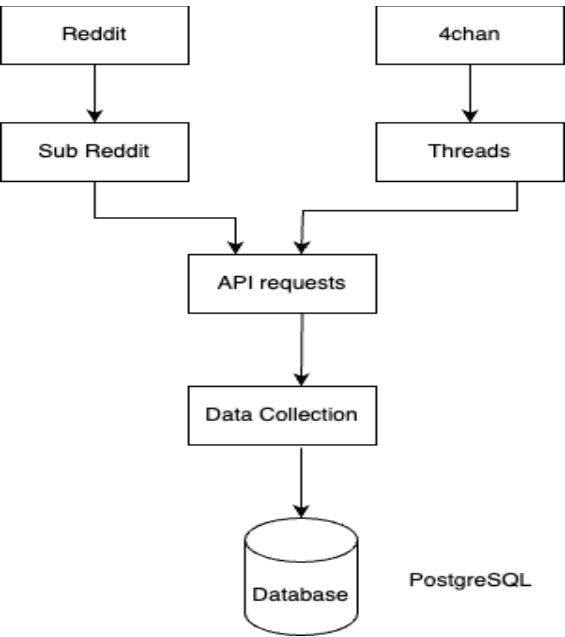 Reddit
4chan
Sub Reddit
Threads
API requests
Data Collection
Database
PostgreSQL